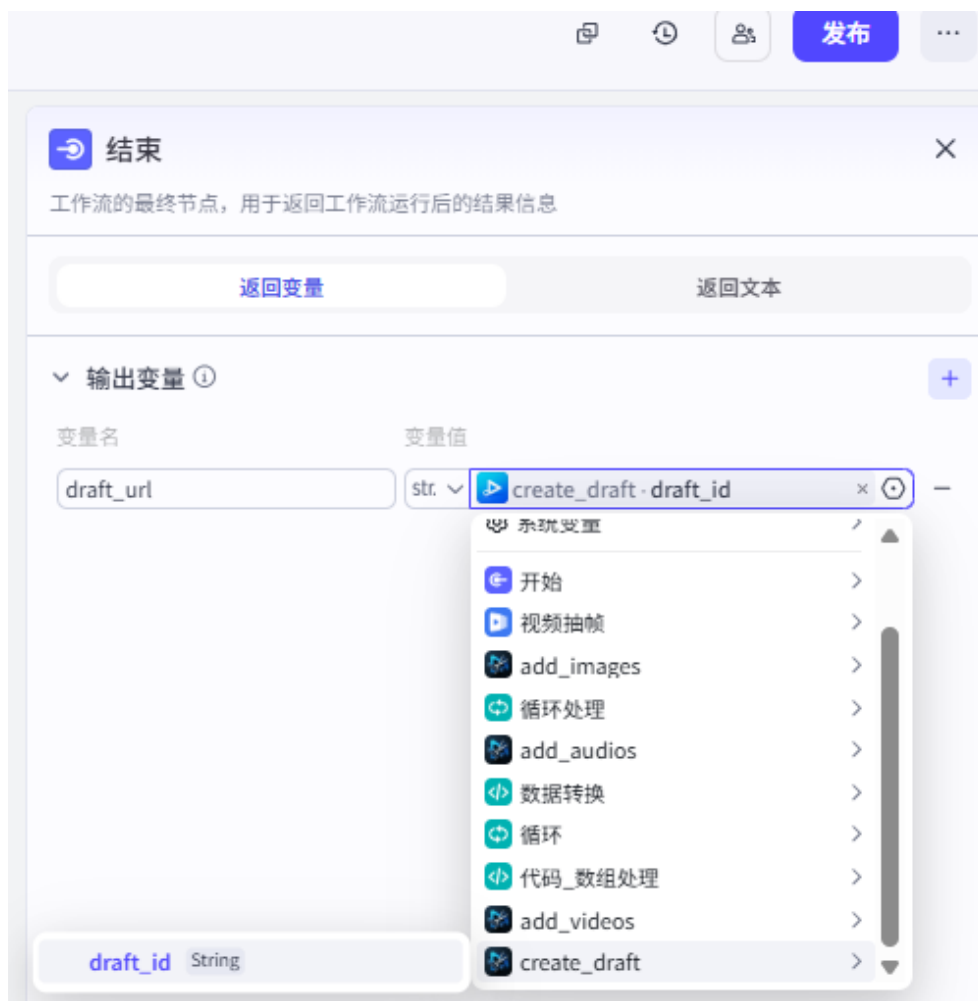 发布
结束
工作流的最终节点，用于返回工作流运行后的结果信息
返回变量 返回文本
输出变量
变量名 变量值
draft_url str. create_draft · draft_id
系统变量
开始
视频抽帧
add_images
循环处理
add_audios
数据转换
循环
代码_数组处理
add_videos
draft_id String create_draft